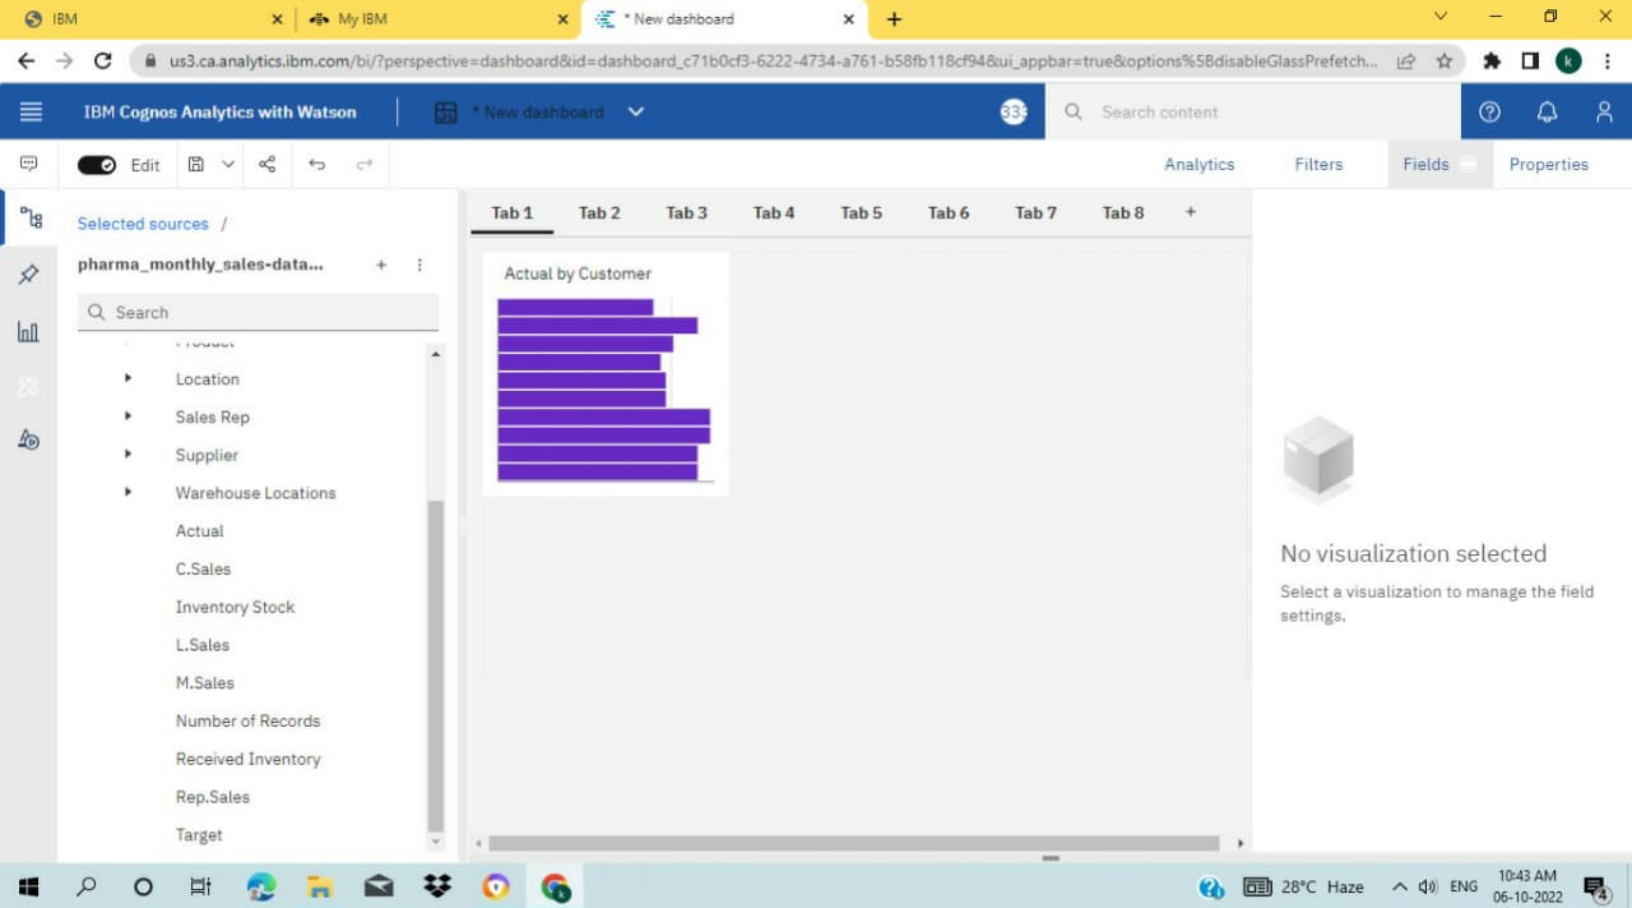 IBM
My IBM
* New dashboard
us3.ca.analytics.ibm.com/bi/?perspective=dashboard&id=dashboard_c71b0cf3-6222-4734-a761-b58fb118cf94&ui_appbar=true&options%5BdisableGlassPrefetch...
k
IBM Cognos Analytics with Watson
* New dashboard
Search content
Edit
Analytics
Filters
Fields
Properties
Selected sources /
Tab 1
Tab 2
Tab 3
Tab 4
Tab 5
Tab 6
Tab 7
Tab 8
+
pharma_monthly_sales-data...
Search
Product
Location
Sales Rep
Supplier
Warehouse Locations
Actual
C.Sales
Inventory Stock
L.Sales
M.Sales
Number of Records
Received Inventory
Rep.Sales
Target
Actual by Customer
No visualization selected
Select a visualization to manage the field
settings.
28°C Haze
ENG
10:43 AM
06-10-2022
4